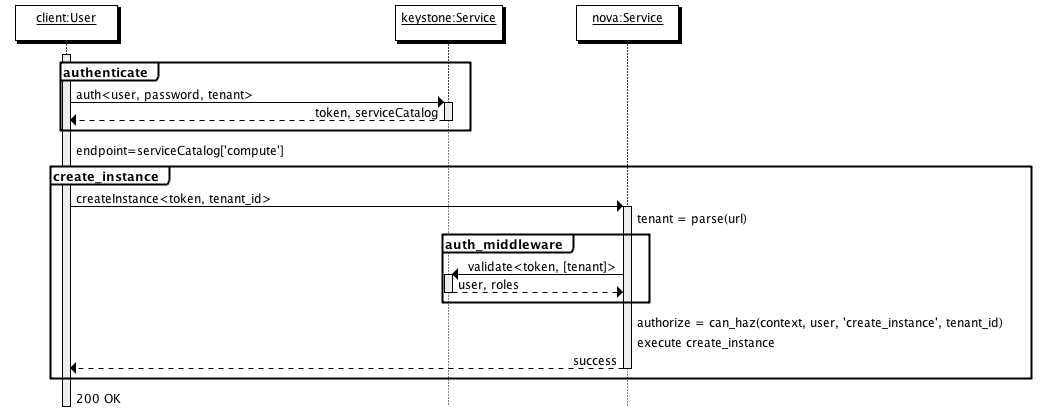 client:User
keystone:Service
nova:Service
authenticate
auth<user, password, tenant>
token, serviceCatalog
endpoint=serviceCatalog['compute']
create_instance
createInstance<token, tenant_id>
tenant = parse(url)
auth_middleware
validate<token, [tenant]>
user, roles
authorize = can_haz(context, user, 'create_instance', tenant_id)
execute create_instance
success
200 OK